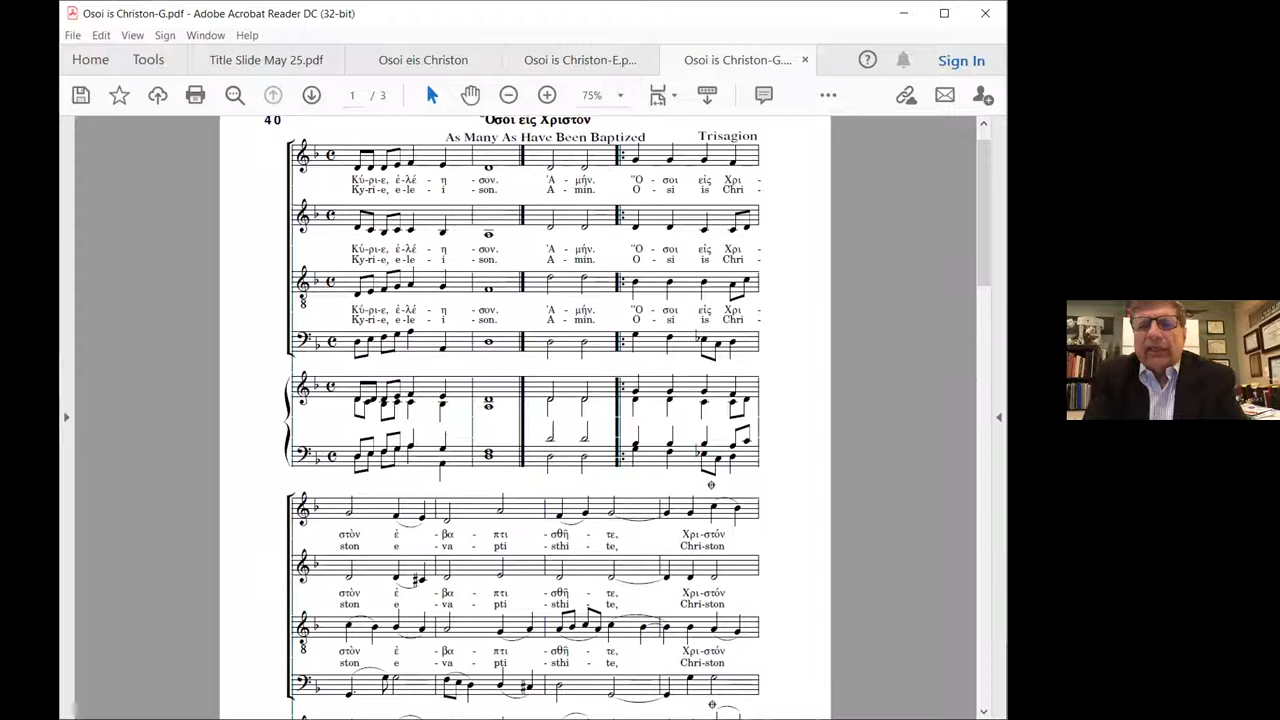 Osoi is Christon-G.pdf - Adobe Acrobat Reader DC (32-bit)
File Edit View Sign Window Help
Home Tools Title Slide May 25.pdf Osoi eis Christon Osoi is Christon-E.p... Osoi is Christon-G.... × Sign In
1 / 3 75%
40 Ὅσοι εἰς Χριστόν
As Many As Have Been Baptized Trisagion
Κύ-ρι-ε, ἐ-λέ - η - σον. Ἀ - μήν. Ὅ - σοι εἰς Χρι -
Ky-ri-e, e-le - i - son. A - min. O - si is Chri -
Κύ-ρι-ε, ἐ-λέ - η - σον. Ἀ - μήν. Ὅ - σοι εἰς Χρι -
Ky-ri-e, e-le - i - son. A - min. O - si is Chri -
8
Κύ-ρι-ε, ἐ-λέ - η - σον. Ἀ - μήν. Ὅ - σοι εἰς Χρι -
Ky-ri-e, e-le - i - son. A - min. O - si is Chri -
στὸν ἐ - βα - πτι - σθῆ - τε, Χρι-στόν
ston e - va - pti - sthi - te, Chri-ston
στὸν ἐ - βα - πτι - σθῆ - τε, Χρι-στόν
ston e - va - pti - sthi - te, Chri-ston
8
στὸν ἐ - βα - πτι - σθῆ - τε, Χρι-στόν
ston e - va - pti - sthi - te, Chri-ston